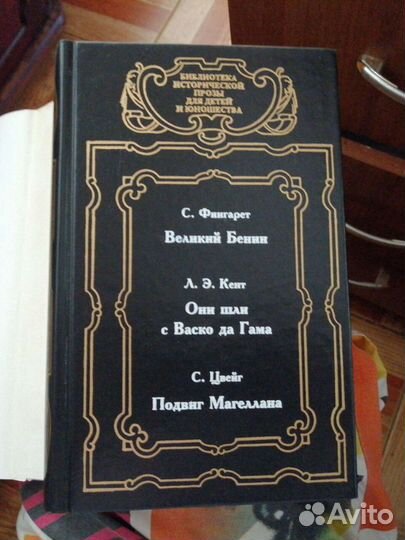 БИБЛИОТЕКА
ИСТОРИЧЕСКОЙ
ПРОЗЫ
ДЛЯ ДЕТЕЙ
И ЮНОШЕСТВА
С. Фингарет
Великий Бенин
Л. Э. Кент
Они шли
с Васко да Гама
С. Цвейг
Подвиг Магеллана
Avito